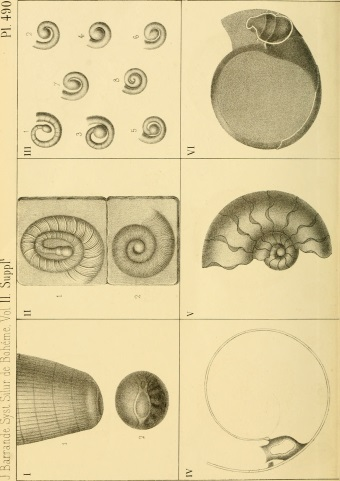 J. Barrande, Syst. Silur. de Bohême, Vol. II. Suppl.t
Pl. 490
I
1
2
II
1
2
III
1
2
3
4
5
6
7
8
IV
V
VI